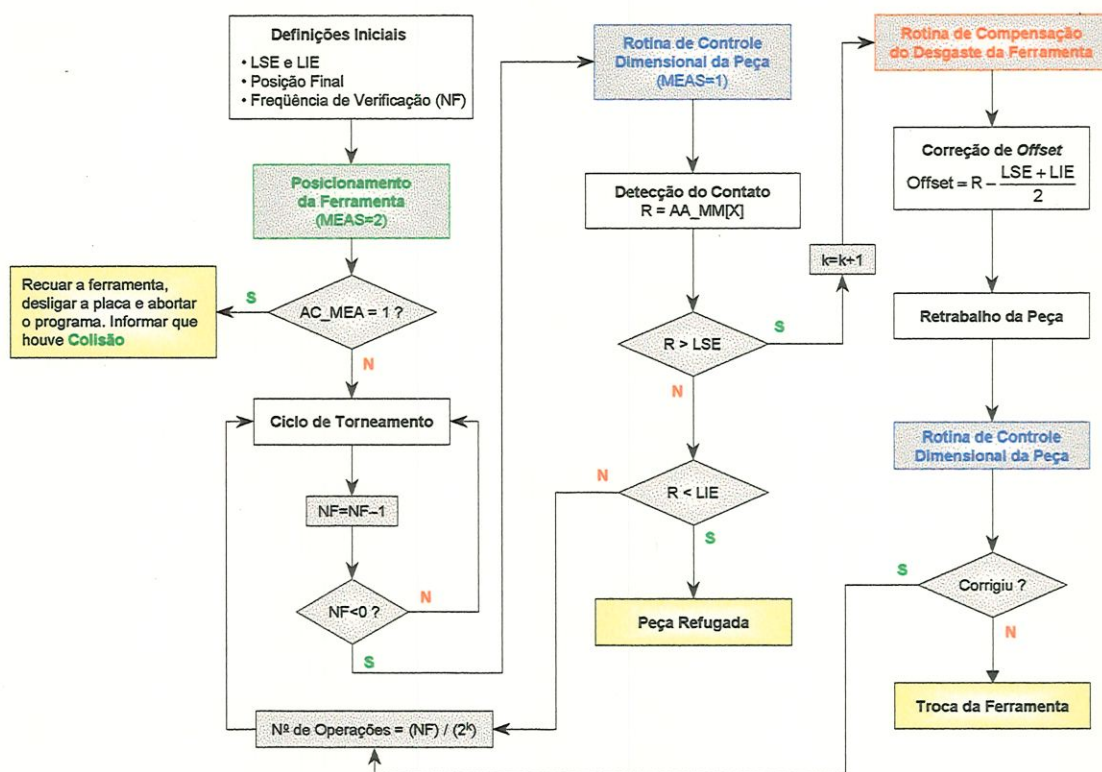 Definições Iniciais
• LSE e LIE
• Posição Final
• Freqüência de Verificação (NF)
Posicionamento
da Ferramenta
(MEAS=2)
Recuar a ferramenta,
desligar a placa e abortar
o programa. Informar que
houve Colisão
S
AC_MEA = 1 ?
N
Ciclo de Torneamento
NF=NF–1
NF<0 ?
N
S
Nº de Operações = (NF) / (2ᵏ)
Rotina de Controle
Dimensional da Peça
(MEAS=1)
Detecção do Contato
R = AA_MM[X]
R > LSE
S
k=k+1
N
R < LIE
N
S
Peça Refugada
Rotina de Compensação
do Desgaste da Ferramenta
Correção de Offset
Offset = R – (LSE + LIE) / 2
Retrabalho da Peça
Rotina de Controle
Dimensional da Peça
Corrigiu ?
S
N
Troca da Ferramenta